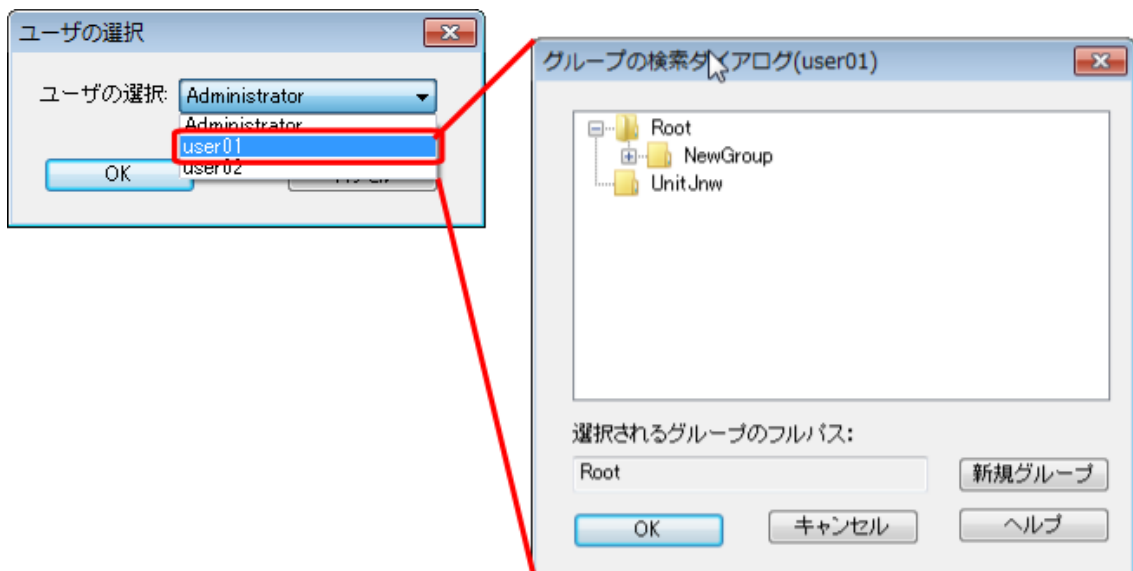 ユーザの選択
ユーザの選択: Administrator
Administrator
user01
user02
OK
グループの検索ダイアログ(user01)
Root
NewGroup
UnitJnw
選択されるグループのフルパス:
Root
新規グループ
OK
キャンセル
ヘルプ